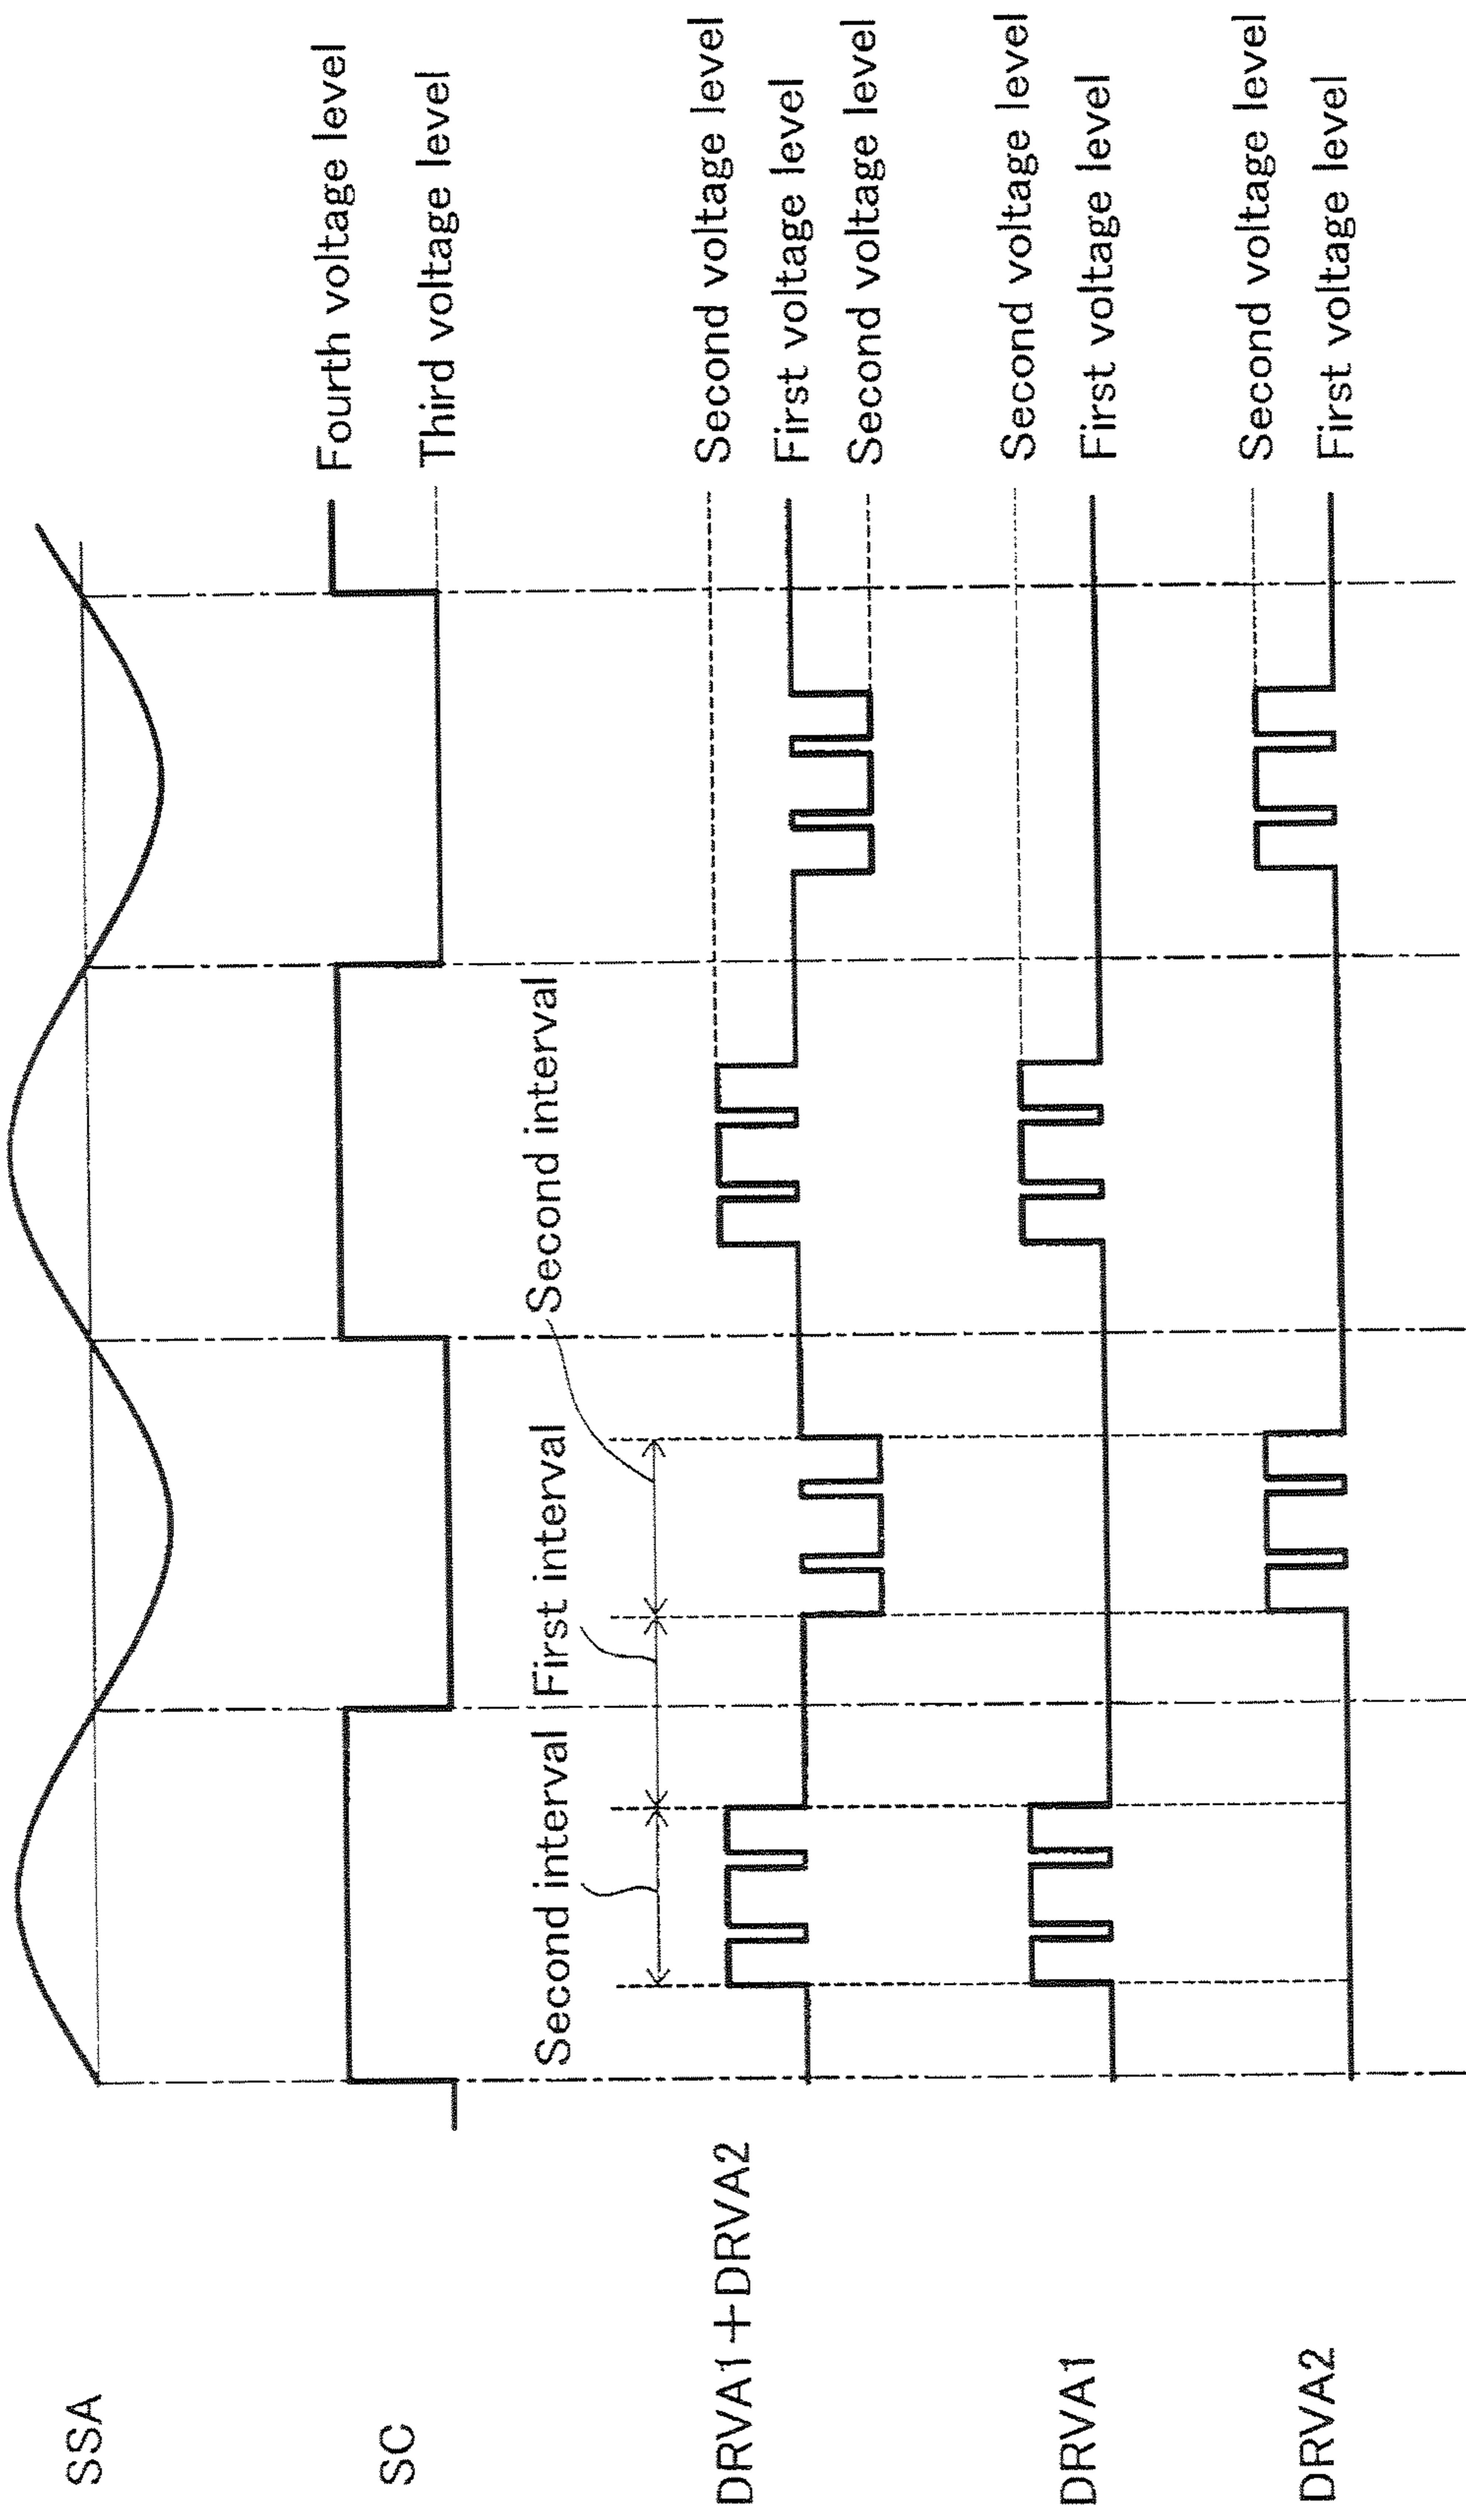 SSA
Fourth voltage level
SC
Third voltage level
Second interval
First interval
Second interval
DRVA1+DRVA2
Second voltage level
First voltage level
Second voltage level
DRVA1
Second voltage level
First voltage level
DRVA2
Second voltage level
First voltage level